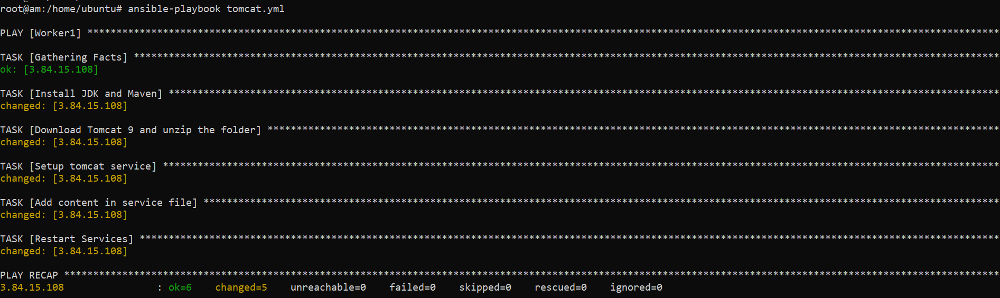 root@am:/home/ubuntu# ansible-playbook tomcat.yml
PLAY [Worker1] ****************************************************************************************************************************************************************
TASK [Gathering Facts] ********************************************************************************************************************************************************
ok: [3.84.15.108]
TASK [Install JDK and Maven] **************************************************************************************************************************************************
changed: [3.84.15.108]
TASK [Download Tomcat 9 and unzip the folder] *********************************************************************************************************************************
changed: [3.84.15.108]
TASK [Setup tomcat service] ***************************************************************************************************************************************************
changed: [3.84.15.108]
TASK [Add content in service file] ********************************************************************************************************************************************
changed: [3.84.15.108]
TASK [Restart Services] *******************************************************************************************************************************************************
changed: [3.84.15.108]
PLAY RECAP ********************************************************************************************************************************************************************
3.84.15.108                : ok=6    changed=5    unreachable=0    failed=0    skipped=0    rescued=0    ignored=0